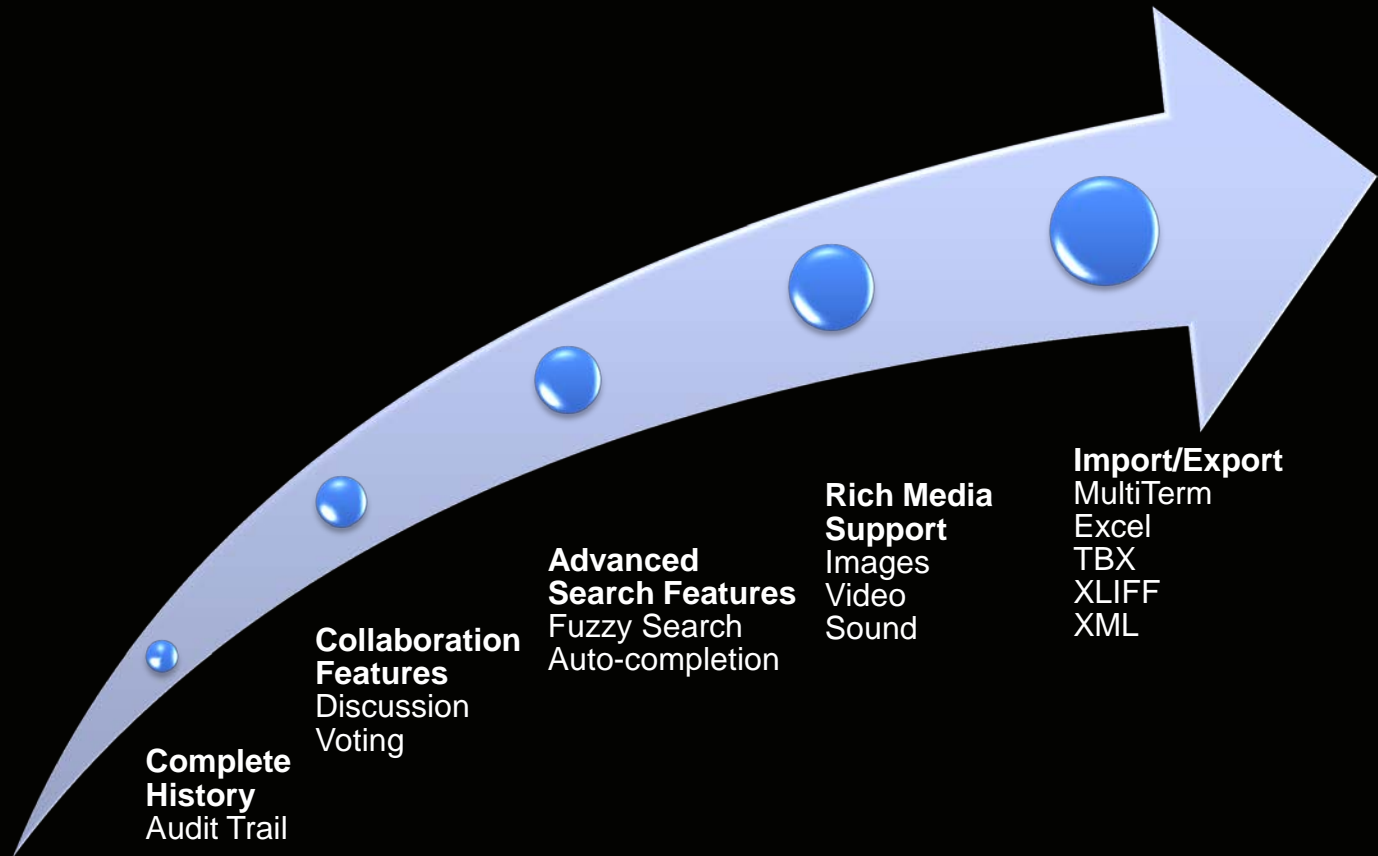 Complete
History
Audit Trail
Collaboration
Features
Discussion
Voting
Advanced
Search Features
Fuzzy Search
Auto-completion
Rich Media
Support
Images
Video
Sound
Import/Export
MultiTerm
Excel
TBX
XLIFF
XML